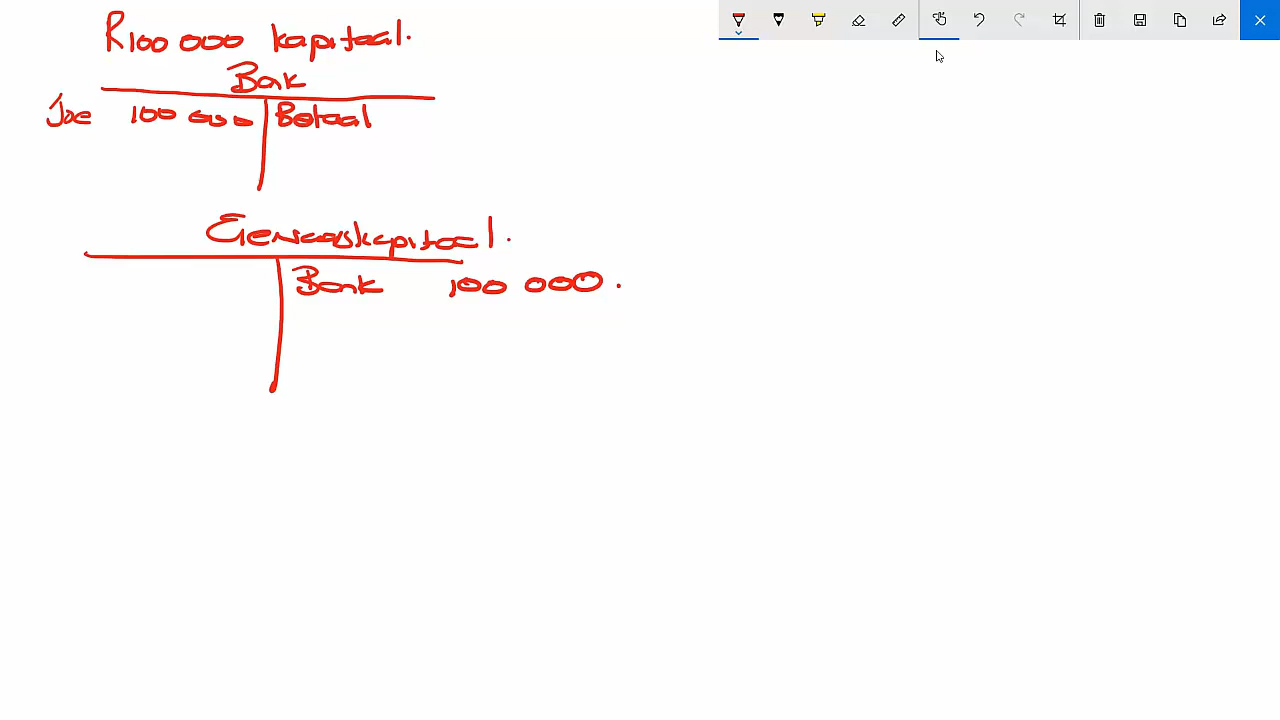 R100 000 kapitaal.
Bank
Joe 100 000 Betaal
Eienaarskapitaal.
Bank 100 000.